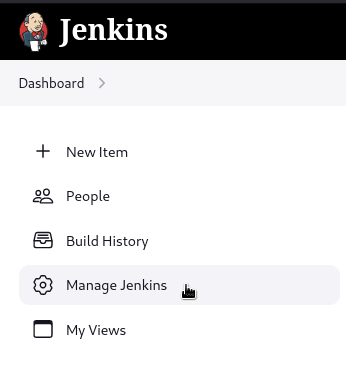 Jenkins
Dashboard
New Item
People
Build History
Manage Jenkins
My Views